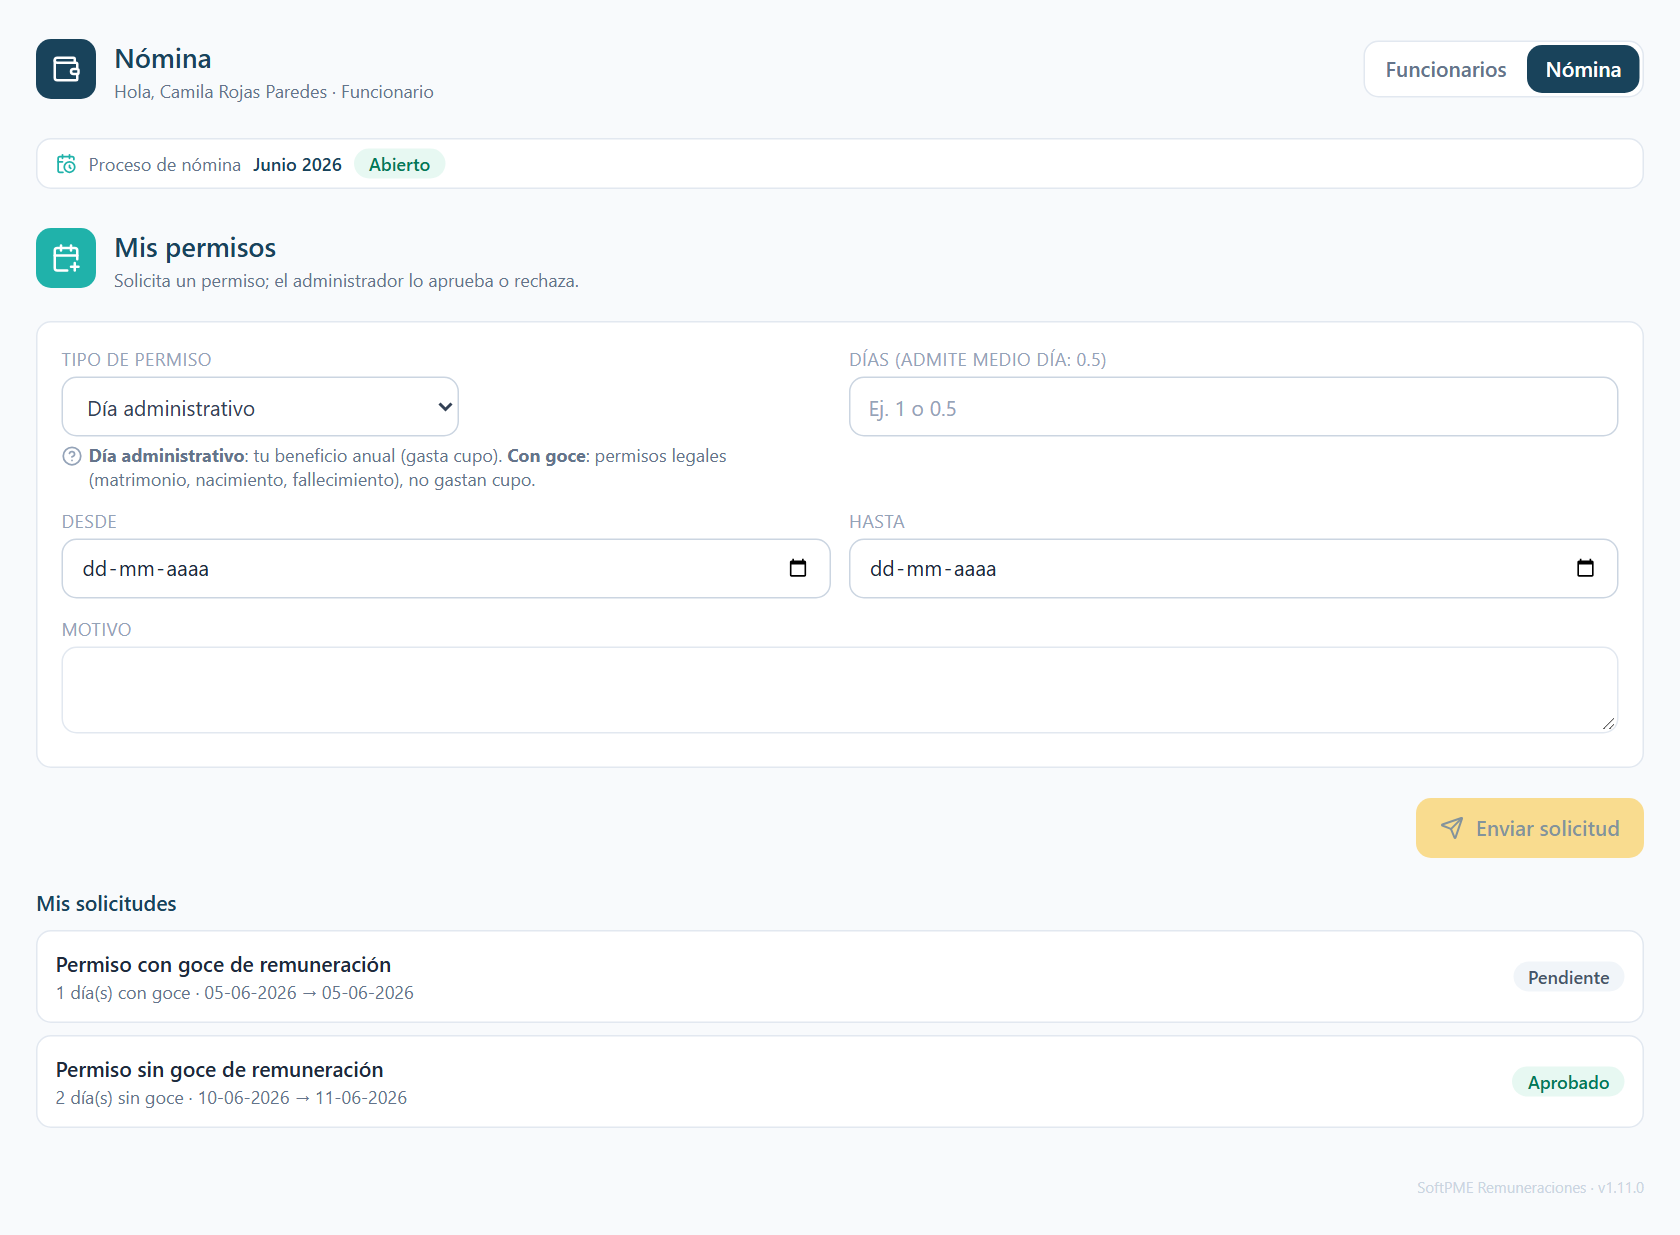 Nómina
Hola, Camila Rojas Paredes · Funcionario
Funcionarios
Nómina
Proceso de nómina Junio 2026 Abierto
Mis permisos
Solicita un permiso; el administrador lo aprueba o rechaza.
TIPO DE PERMISO
Día administrativo
Día administrativo: tu beneficio anual (gasta cupo). Con goce: permisos legales
(matrimonio, nacimiento, fallecimiento), no gastan cupo.
DÍAS (ADMITE MEDIO DÍA: 0.5)
Ej. 1 o 0.5
DESDE
dd-mm-aaaa
HASTA
dd-mm-aaaa
MOTIVO
Enviar solicitud
Mis solicitudes
Permiso con goce de remuneración
1 día(s) con goce · 05-06-2026 → 05-06-2026
Pendiente
Permiso sin goce de remuneración
2 día(s) sin goce · 10-06-2026 → 11-06-2026
Aprobado
SoftPME Remuneraciones · v1.11.0